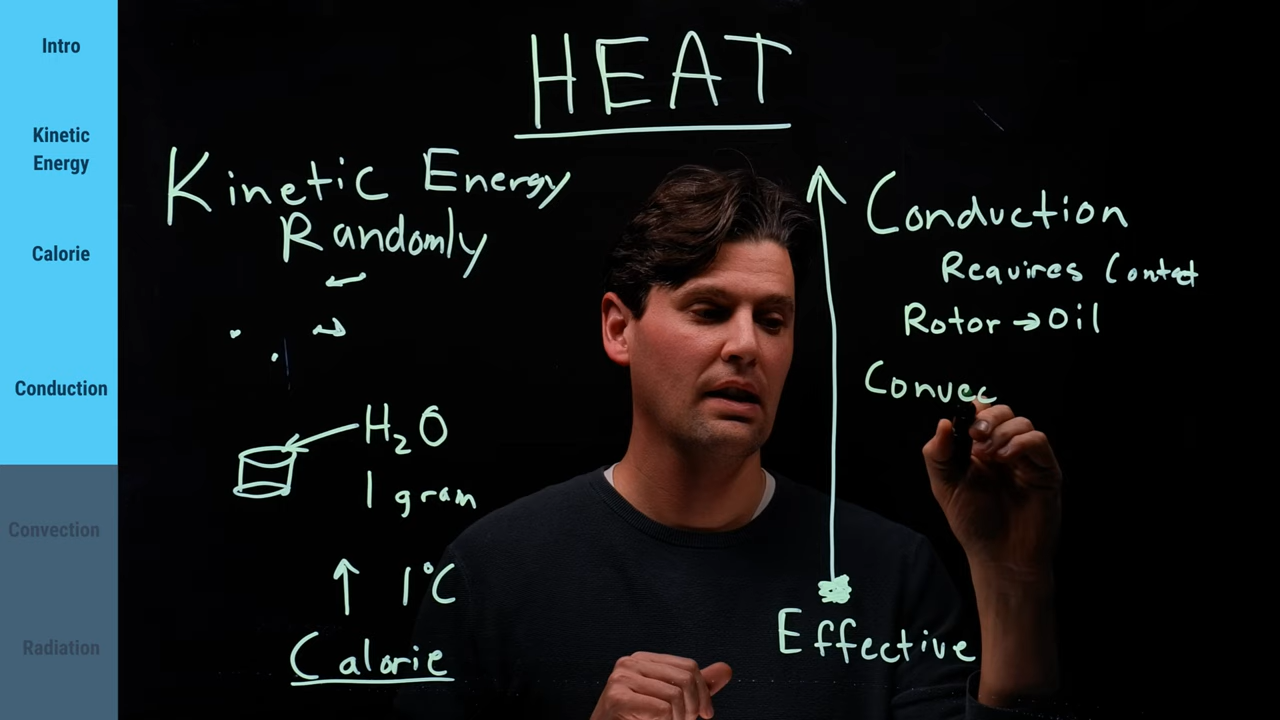 Intro
Kinetic
Energy
Calorie
Conduction
Convection
Radiation
HEAT
Kinetic Energy
Randomly
H₂O
1 gram
↑ 1°C
Calorie
Conduction
Requires Contact
Rotor → Oil
Convec
Effective